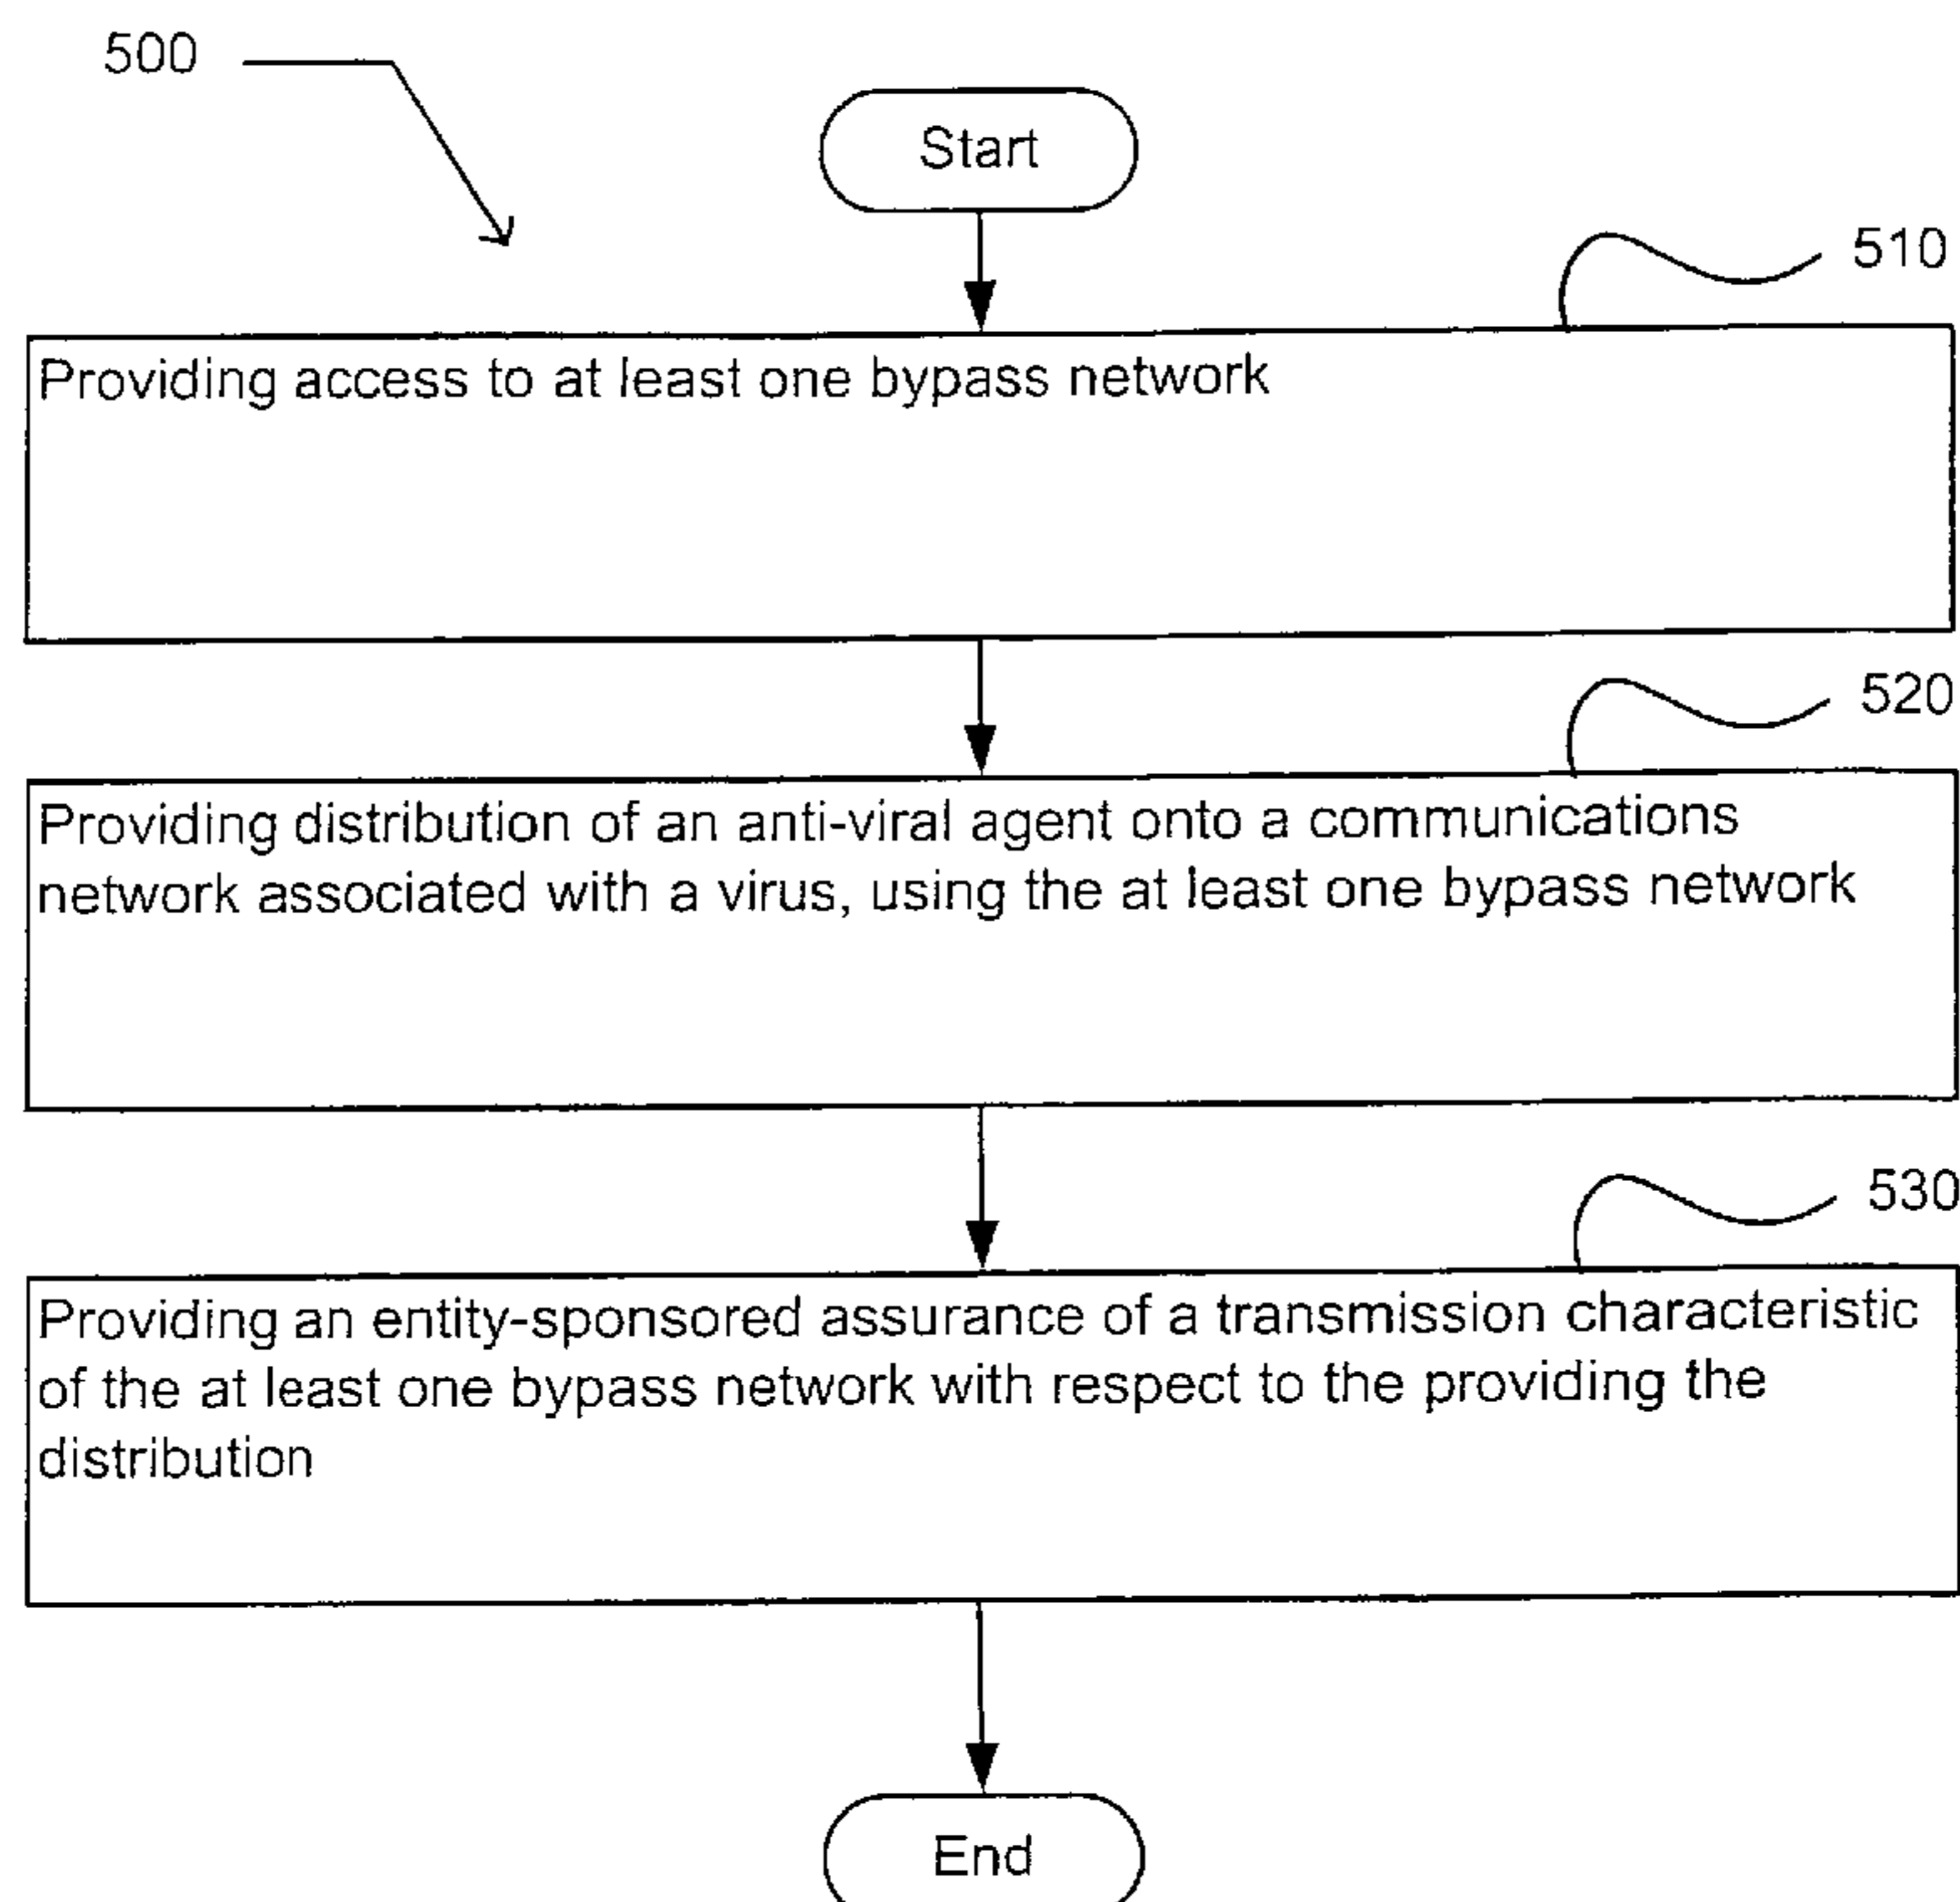 500
Start
510
Providing access to at least one bypass network
520
Providing distribution of an anti-viral agent onto a communications
network associated with a virus, using the at least one bypass network
530
Providing an entity-sponsored assurance of a transmission characteristic
of the at least one bypass network with respect to the providing the
distribution
End